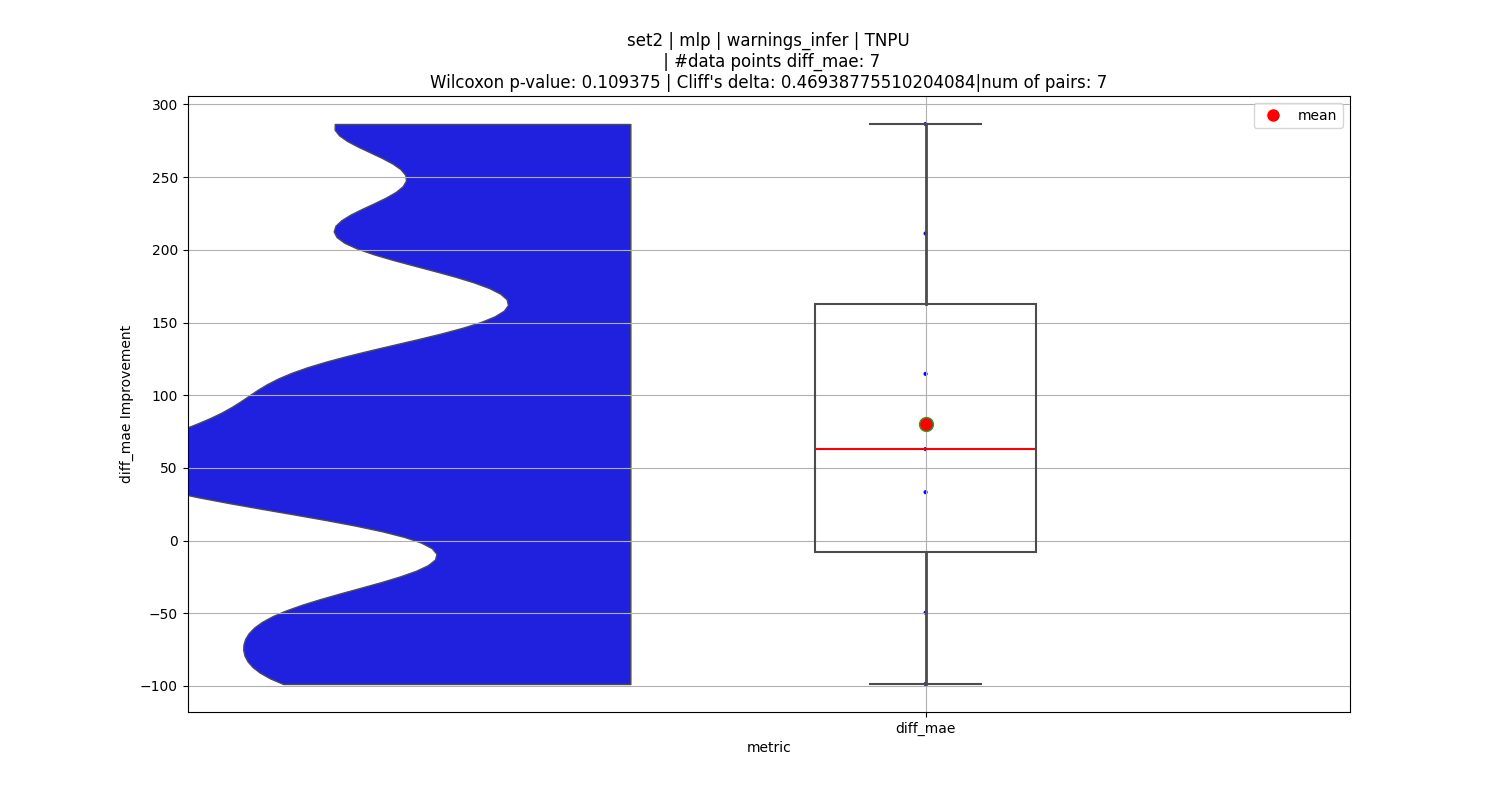 set2 | mlp | warnings_infer | TNPU
| #data points diff_mae: 7
Wilcoxon p-value: 0.109375 | Cliff's delta: 0.46938775510204084|num of pairs: 7
mean
300
250
200
150
100
50
0
−50
−100
diff_mae Improvement
diff_mae
metric